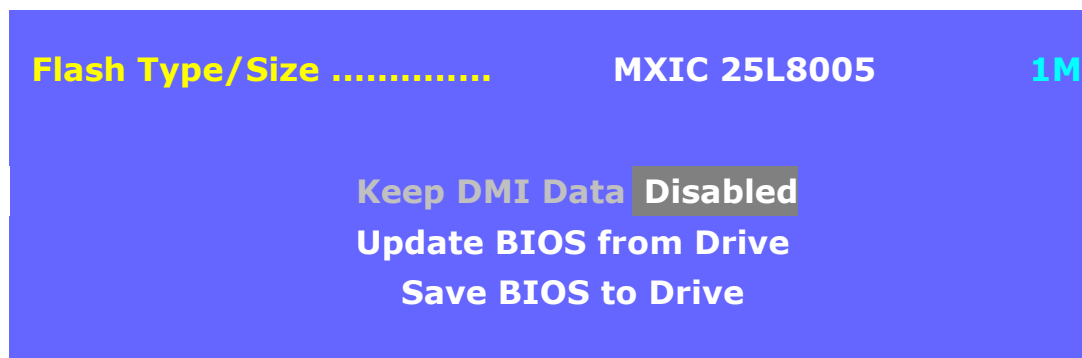 Flash Type/Size .............. MXIC 25L8005 1M
Keep DMI Data Disabled
Update BIOS from Drive
Save BIOS to Drive